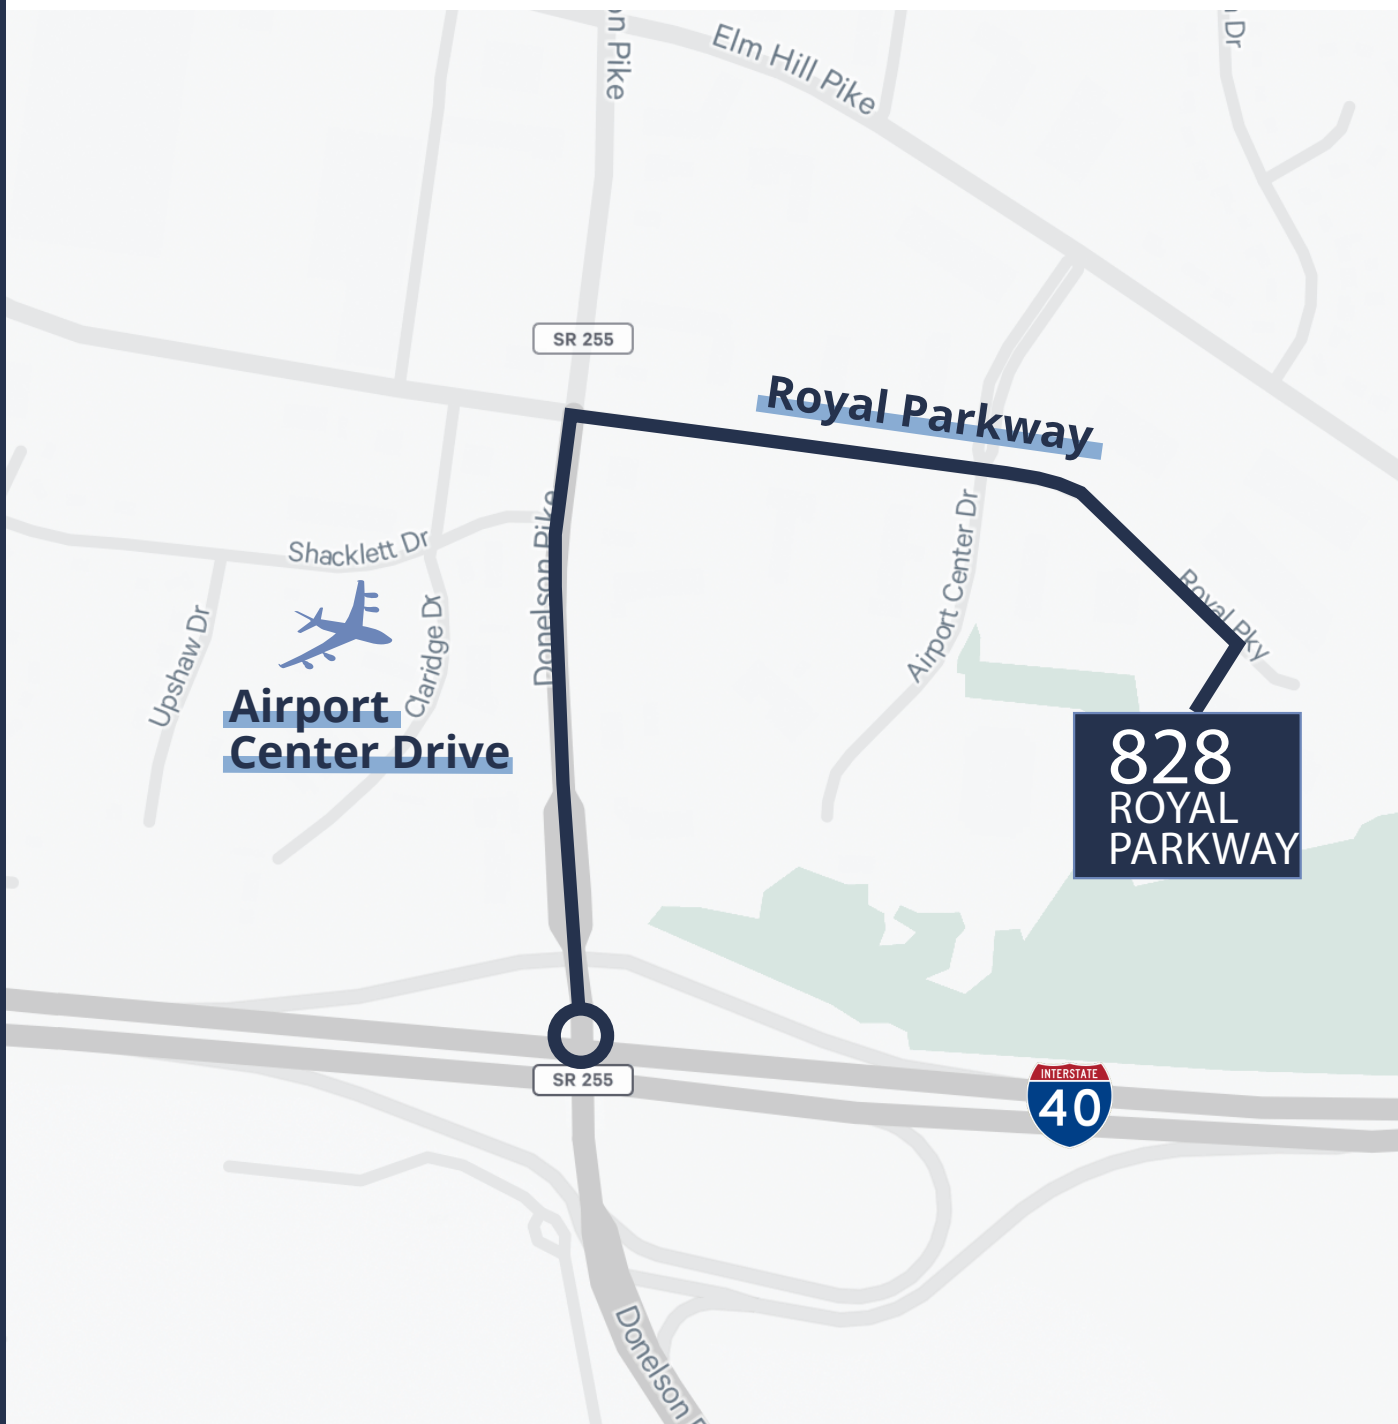 on Pike
Elm Hill Pike
Dr
SR 255
Royal Parkway
Donelson Pike
Shacklett Dr
Airport Center Dr
Royal Pky
Upshaw Dr
Claridge Dr
Airport
Center Drive
828
ROYAL
PARKWAY
SR 255
INTERSTATE
40
Donelson